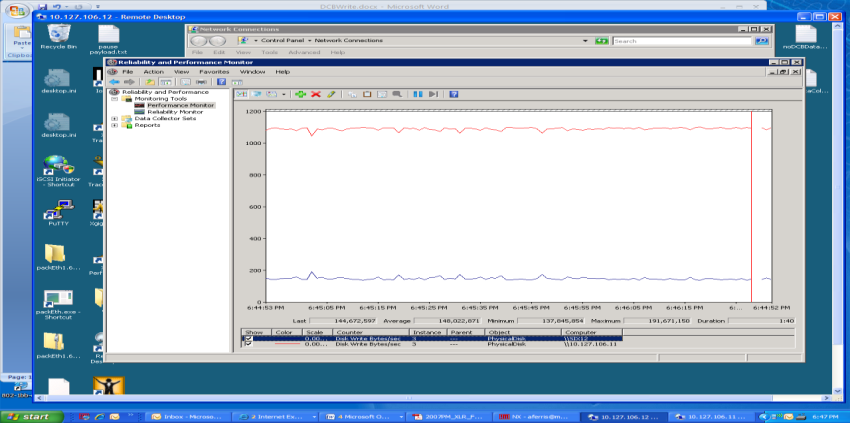 DCBWrite.docx - Microsoft Word
10.127.106.12 - Remote Desktop
Paste
Clipboa
Recycle Bin
pause payload.txt
desktop.ini
desktop.ini
iSCSI Initiator - Shortcut
PuTTY
Xgig
packEth1.6...
Perf
packEth.exe - Shortcut
packEth1.6...
noDCBData...
Network Connections
Control Panel
Network Connections
Search
File Edit View Tools Advanced Help
Reliability and Performance Monitor
File Action View Favorites Window Help
Reliability and Performance
Monitoring Tools
Performance Monitor
Reliability Monitor
Data Collector Sets
Reports
1200
1000
800
600
400
200
0
6:44:53 PM 6:45:05 PM 6:45:15 PM 6:45:25 PM 6:45:35 PM 6:45:45 PM 6:45:55 PM 6:46:05 PM 6:46:15 PM 6:... 6:44:52 PM
Last 144,672,597 Average 148,022,871 Minimum 137,845,854 Maximum 191,671,150 Duration 1:40
Show Color Scale Counter Instance Parent Object Computer
0.00... Disk Write Bytes/sec 3 --- PhysicalDisk \\SIX12
0.00... Disk Write Bytes/sec 3 --- PhysicalDisk \\10.127.106.11
Page: 1
start
Inbox - Microso...
2 Internet Ex...
4 Microsoft O...
2007PM_XLR_P...
NX - aferris@m...
10.127.106.12 ...
10.127.106.11 ...
6:47 PM